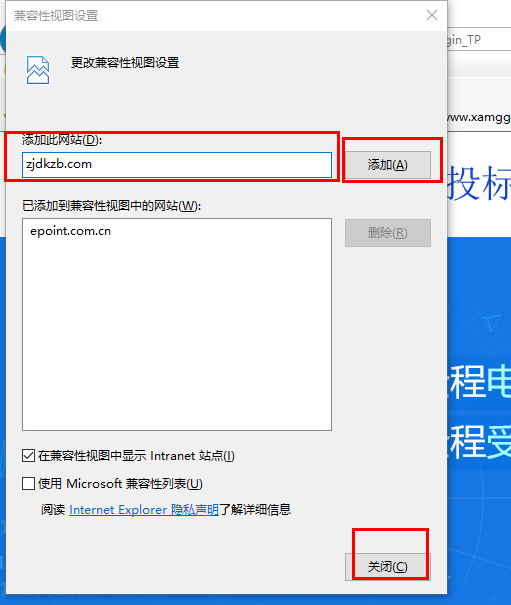 兼容性视图设置
gin_TP
更改兼容性视图设置
www.xamgg
添加此网站(D):
zjdkzb.com
添加(A)
投标
已添加到兼容性视图中的网站(W):
epoint.com.cn
删除(R)
程电
程受
在兼容性视图中显示 Intranet 站点(I)
使用 Microsoft 兼容性列表(U)
阅读 Internet Explorer 隐私声明了解详细信息
关闭(C)